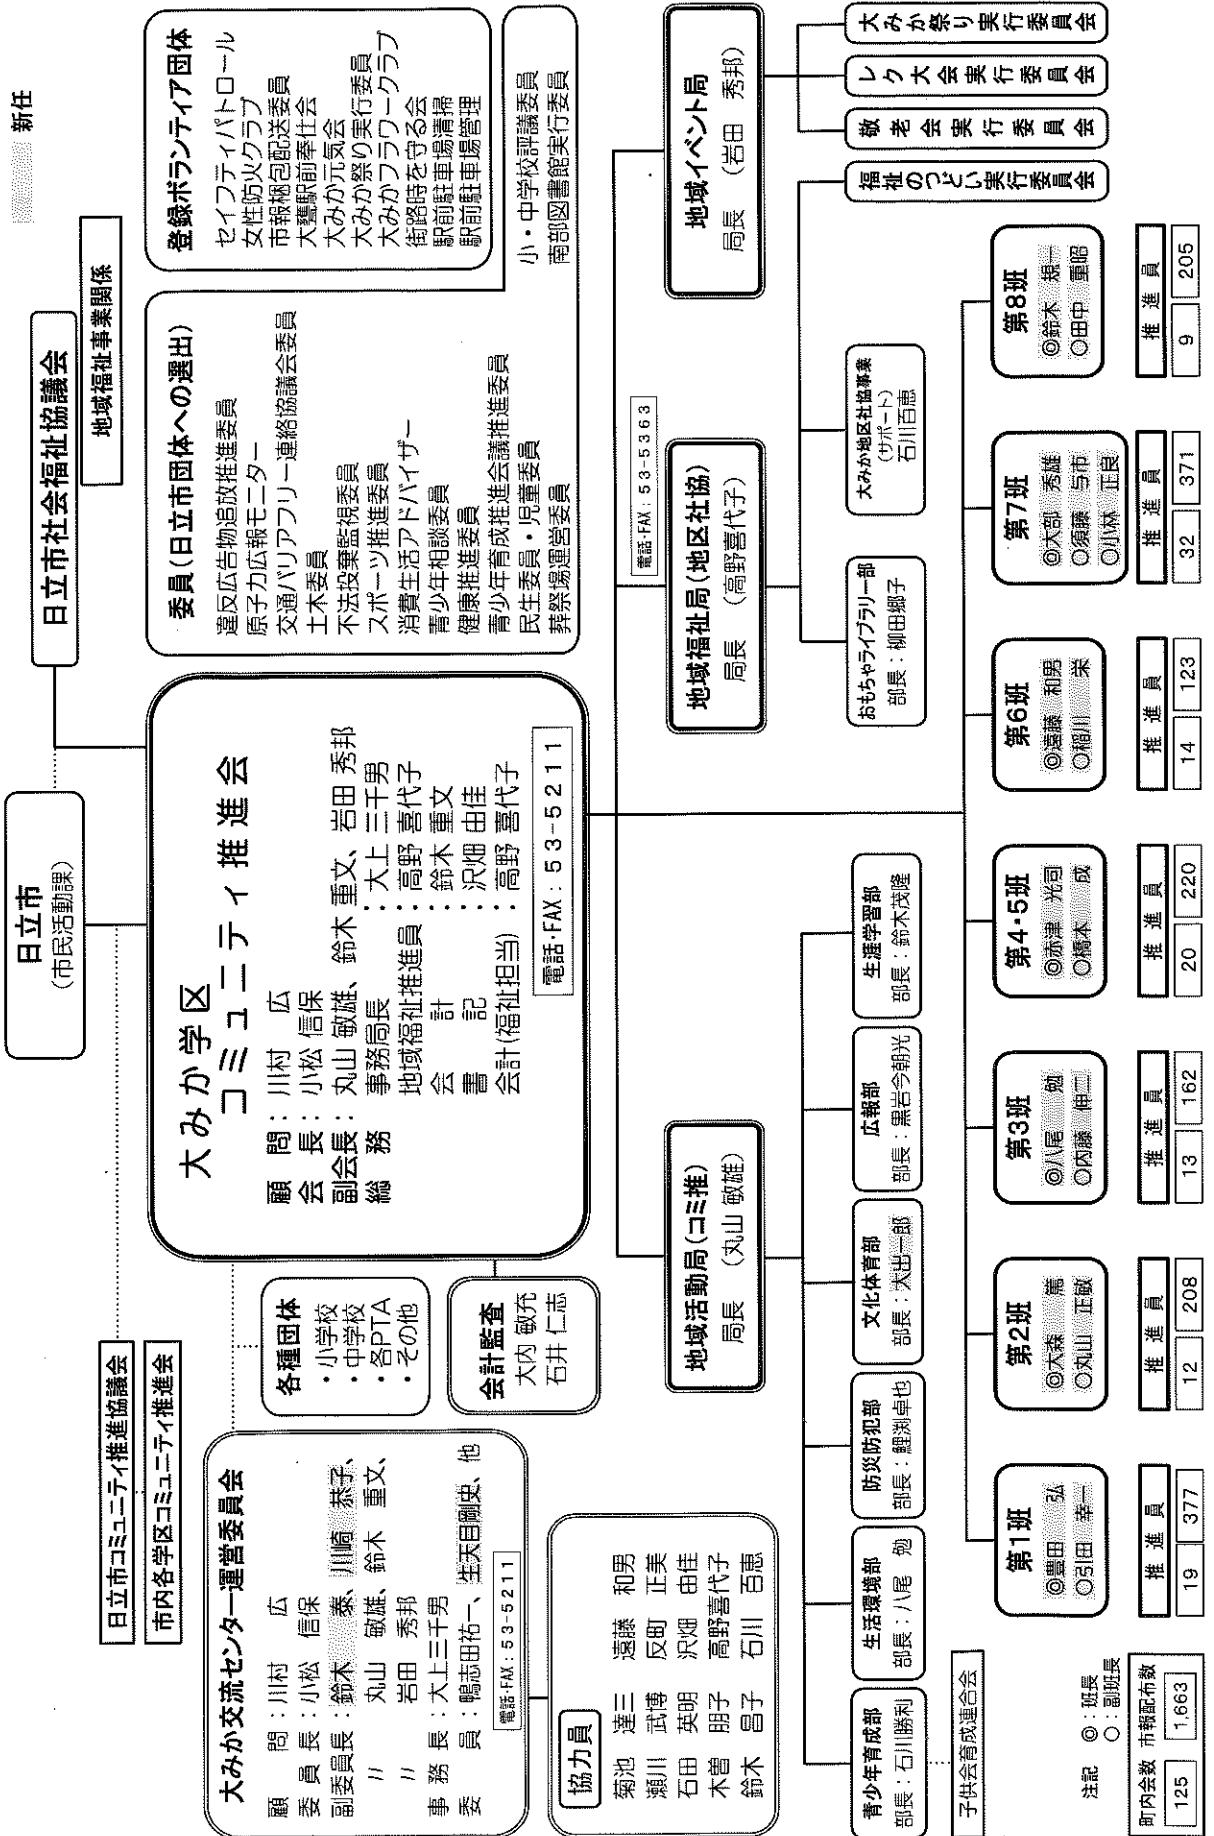 新任
日立市
(市民活動課)
日立市社会福祉協議会
地域福祉事業関係
日立市コミュニティ推進協議会
市内各学区コミュニティ推進会
大みか学区
コミュニティ推進会
顧問：川村 広
会長：小松 信保
副会長：丸山 敏雄、鈴木 重文、岩田 秀邦
総務 事務局長：大上 三千男
地域福祉推進員：高野 喜代子
会計：鈴木 重文
書記：沢畑 由佳
会計(福祉担当)：高野 喜代子
電話・FAX：53-5211
委員(日立市団体への選出)
違反広告物追放推進委員
原子力広報モニター
交通バリアフリー連絡協議会委員
土木委員
不法投棄監視委員
スポーツ推進委員
消費生活アドバイザー
青少年相談委員
健康推進委員
青少年育成推進会議推進委員
民生委員・児童委員
葬祭場運営委員
小・中学校評議委員
南部図書館実行委員
登録ボランティア団体
セイフティパトロール
女性防火クラブ
市報梱包配送委員
大甕駅前奉仕会
大みか元気会
大みか祭り実行委員
大みかフラワークラブ
街路時を守る会
駅前駐車場清掃
駅前駐車場管理
大みか交流センター運営委員会
顧問：川村 広
委員長：小松 信保
副委員長：鈴木 泰、川崎 恭子、
〃 丸山 敏雄、鈴木 重文、
〃 岩田 秀邦
事務長：大上三千男
委員：鴨志田祐一、生天目剛史、他
電話・FAX：53-5211
各種団体
・小学校
・中学校
・各PTA
・その他
会計監査
大内 敏充
石井 仁志
協力員
菊池 達三 遠藤 和男
瀬川 武博 反町 正美
石田 英明 沢畑 由佳
木曽 朋子 高野喜代子
鈴木 昌子 石川 百恵
地域活動局(コミ推)
局長 (丸山 敏雄)
電話・FAX：53-5363
地域福祉局(地区社協)
局長 (高野喜代子)
地域イベント局
局長 (岩田 秀邦)
青少年育成部
部長：石川勝利
子供会育成連合会
生活環境部
部長：八尾 勉
防災防犯部
部長：鯉渕卓也
文化体育部
部長：大出一郎
広報部
部長：黒岩今朝光
生涯学習部
部長：鈴木茂隆
おもちゃライブラリー部
部長：柳田郷子
大みか地区社協事業
(サポート)
石川百恵
福祉のつどい実行委員会
敬老会実行委員会
レク大会実行委員会
大みか祭り実行委員会
第1班
◎豊田 弘
○引田 幸一
推進員
19 377
第2班
◎大森 篤
○丸山 正敏
推進員
12 208
第3班
◎八尾 勉
○内藤 伸二
推進員
13 162
第4・5班
◎赤津 光司
○橋本 成
推進員
20 220
第6班
◎遠藤 和男
○稲川 栄
推進員
14 123
第7班
◎大部 秀雄
○須藤 与市
○小林 正良
推進員
32 371
第8班
◎鈴木 規一
○田中 重昭
推進員
9 205
注記 ◎：班長
○：副班長
町内会数 市報配布数
125 1,663